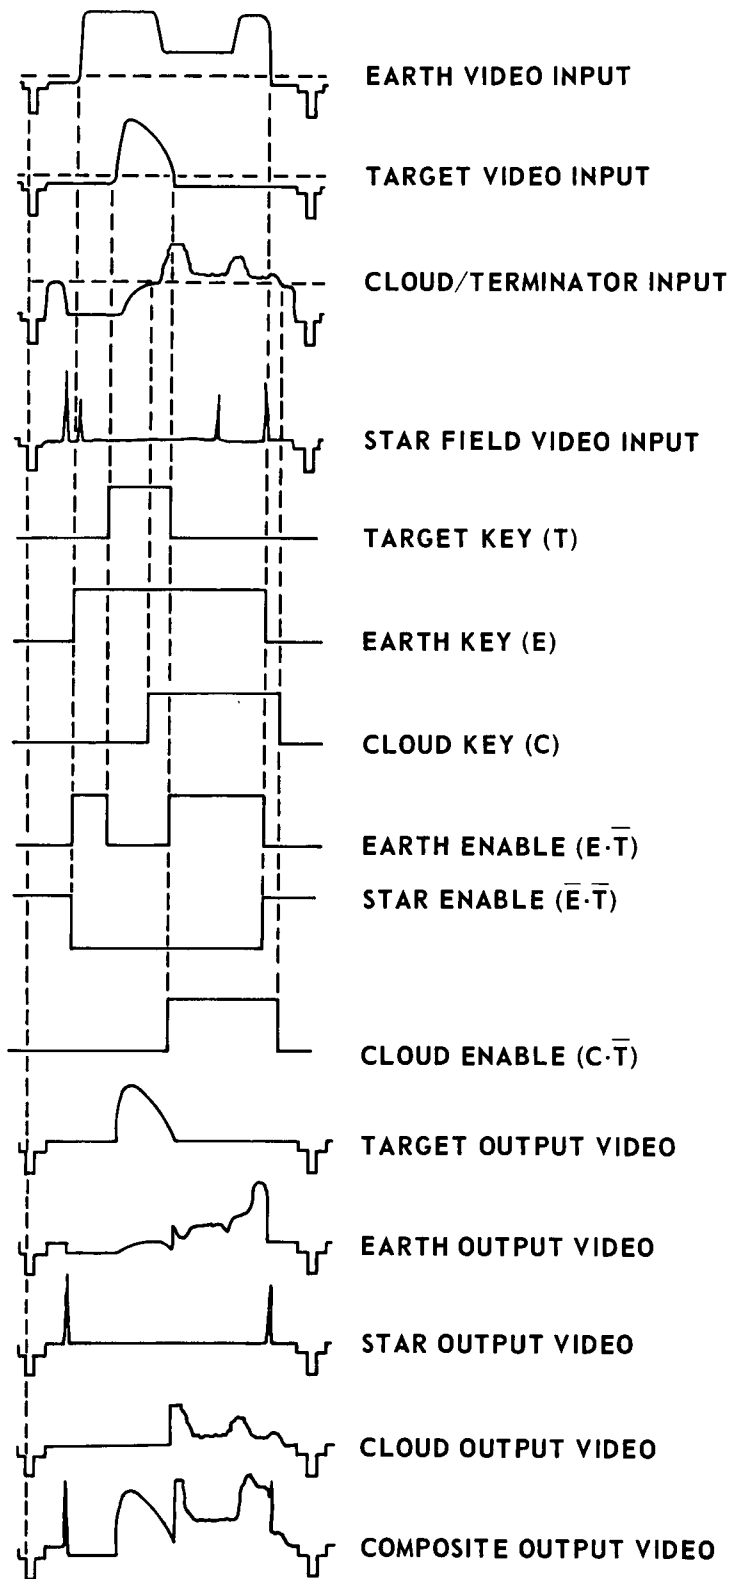 EARTH VIDEO INPUT
TARGET VIDEO INPUT
CLOUD/TERMINATOR INPUT
STAR FIELD VIDEO INPUT
TARGET KEY (T)
EARTH KEY (E)
CLOUD KEY (C)
EARTH ENABLE (E·T̅)
STAR ENABLE (E̅·T̅)
CLOUD ENABLE (C·T̅)
TARGET OUTPUT VIDEO
EARTH OUTPUT VIDEO
STAR OUTPUT VIDEO
CLOUD OUTPUT VIDEO
COMPOSITE OUTPUT VIDEO